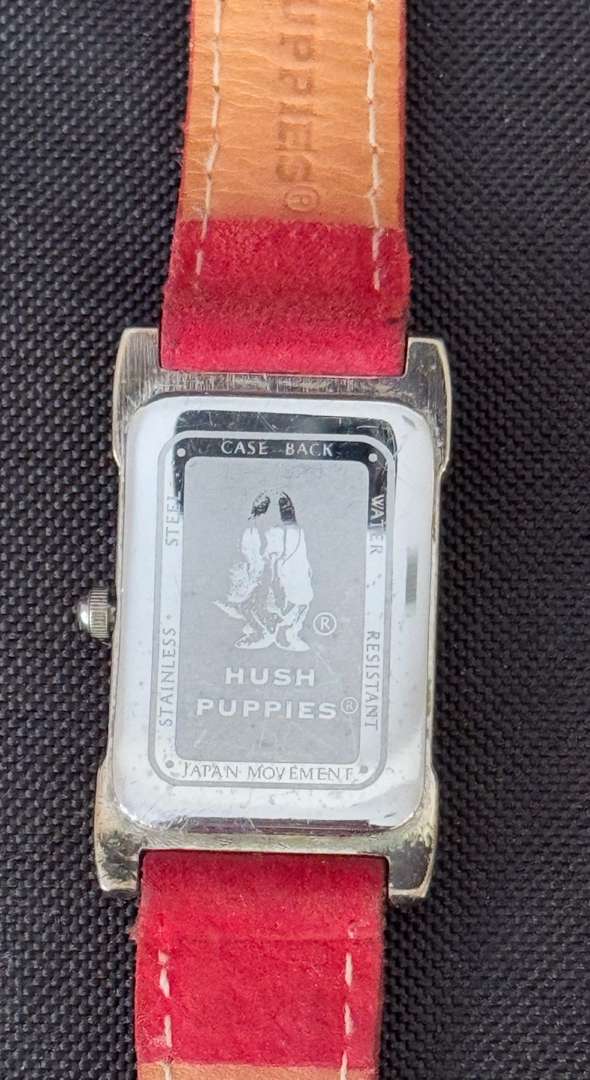 UPPIES®
CASE BACK
STAINLESS STEEL
WATER RESISTANT
®
HUSH
PUPPIES®
JAPAN MOVEMENT